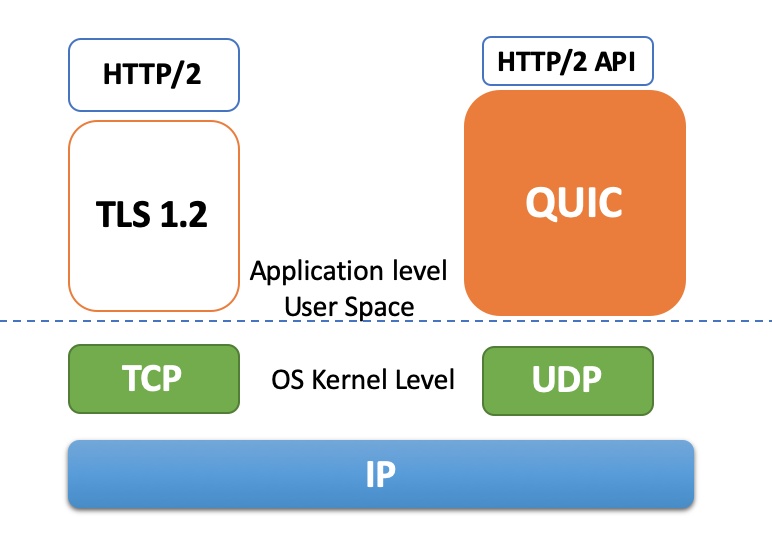 HTTP/2
HTTP/2 API
TLS 1.2
QUIC
Application level
User Space
TCP
OS Kernel Level
UDP
IP